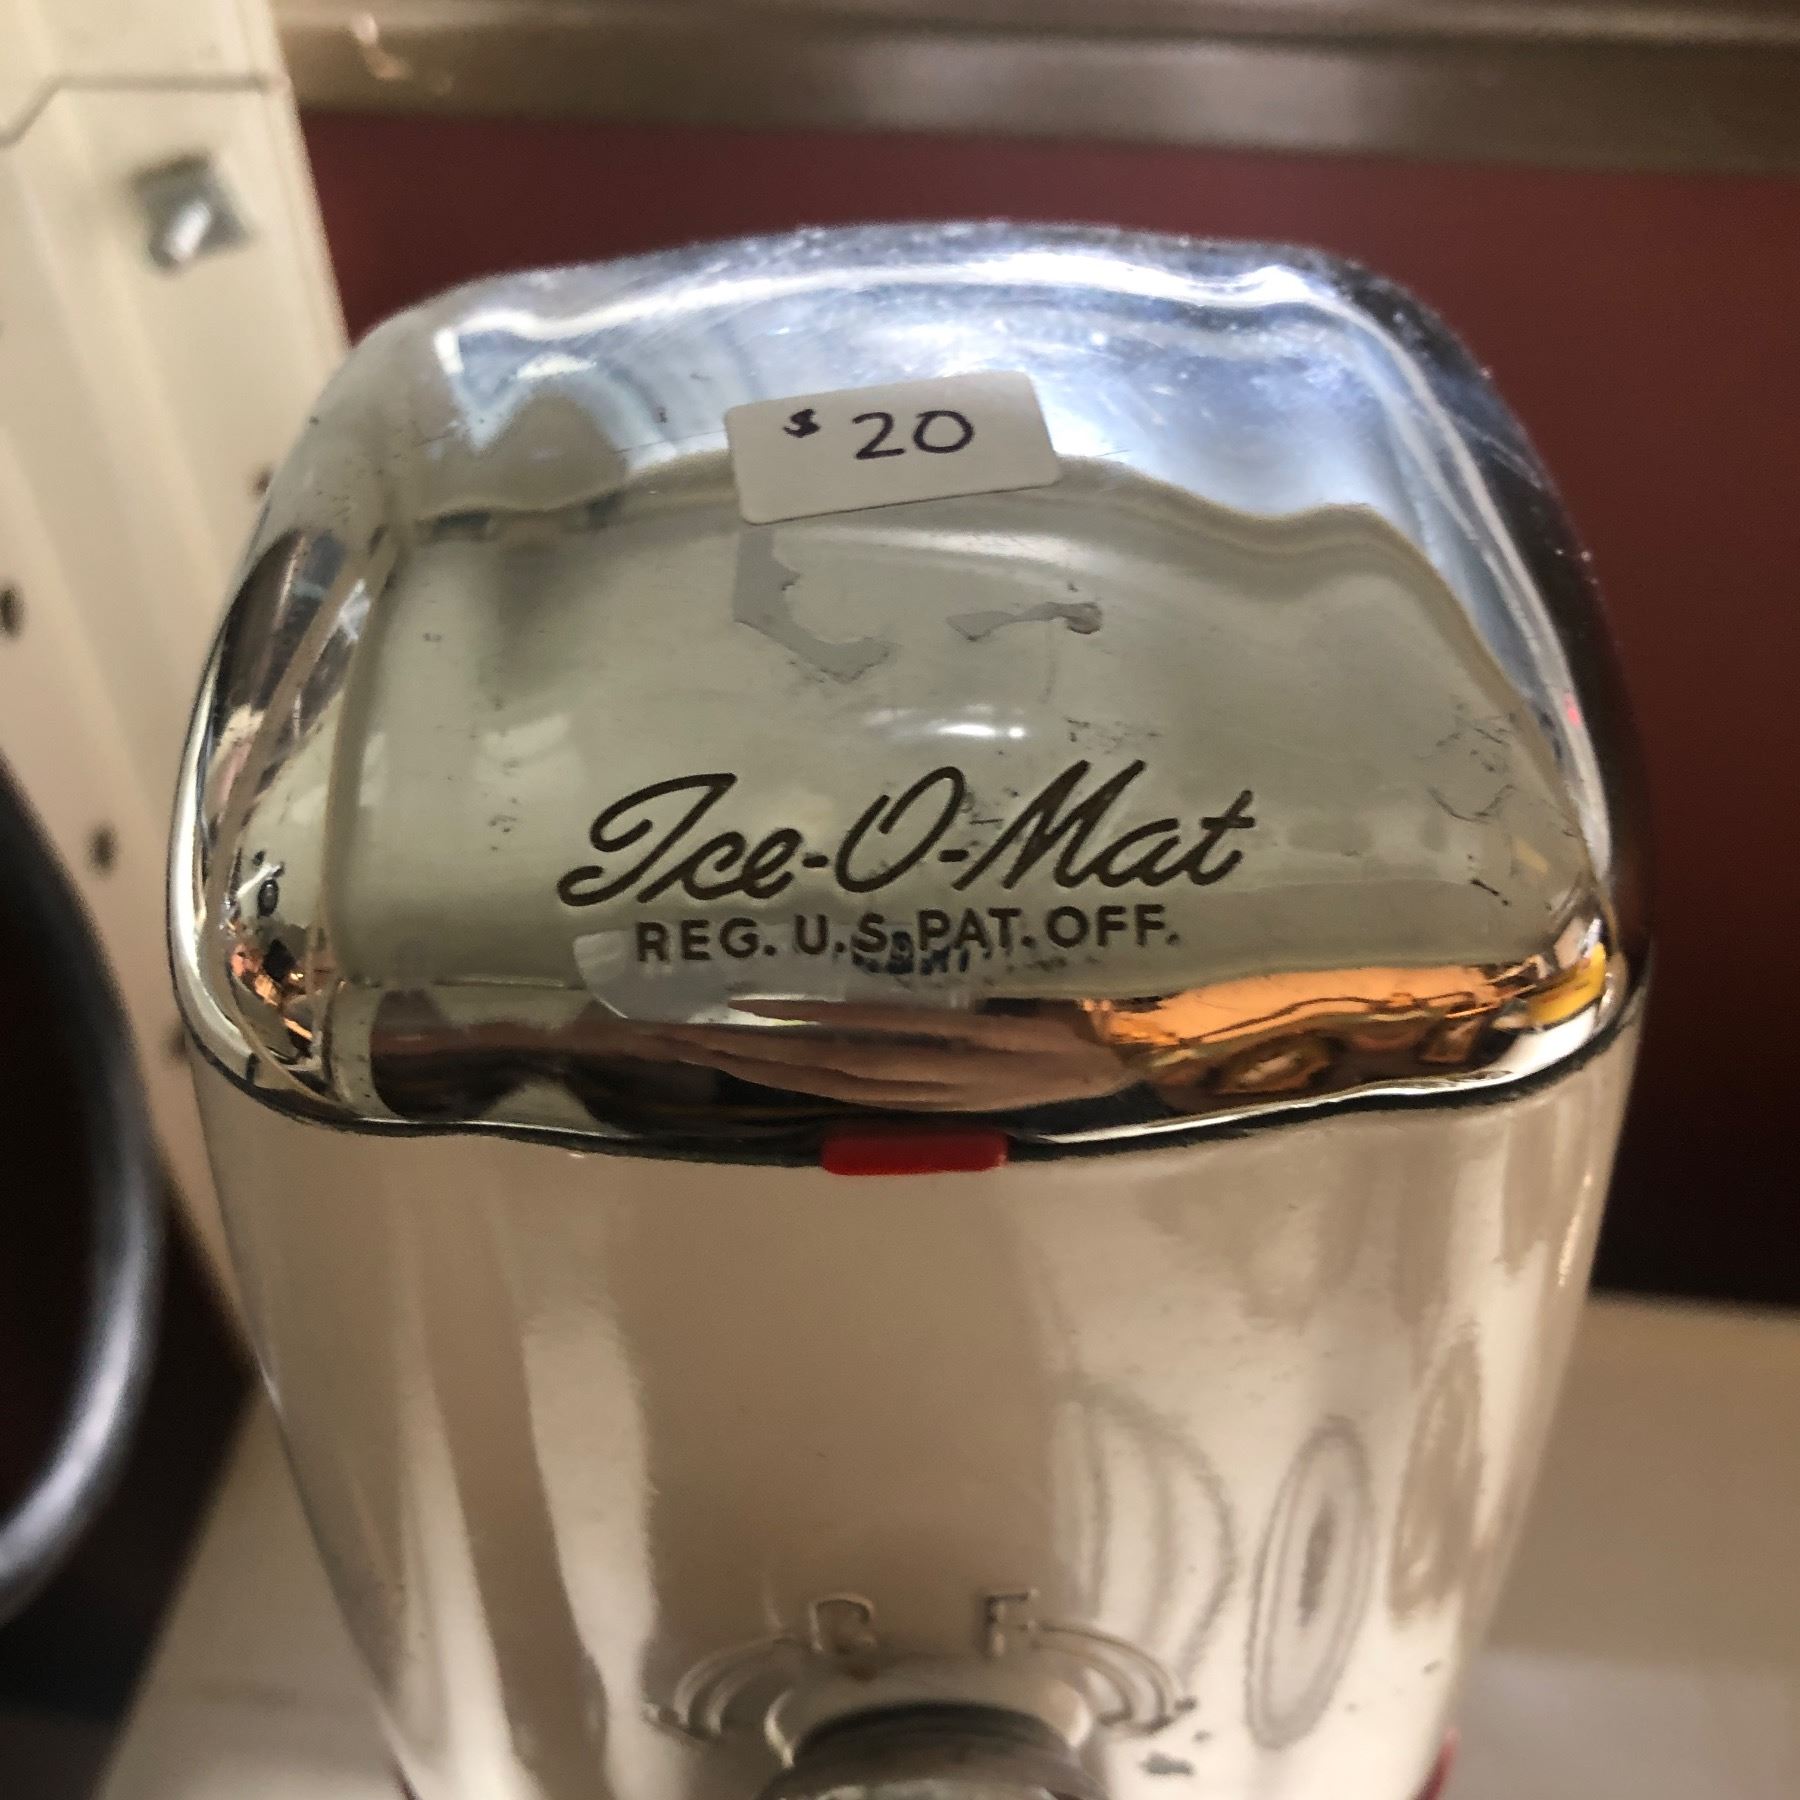 $ 20
Ice-O-Mat
REG. U.S. PAT. OFF.
C F